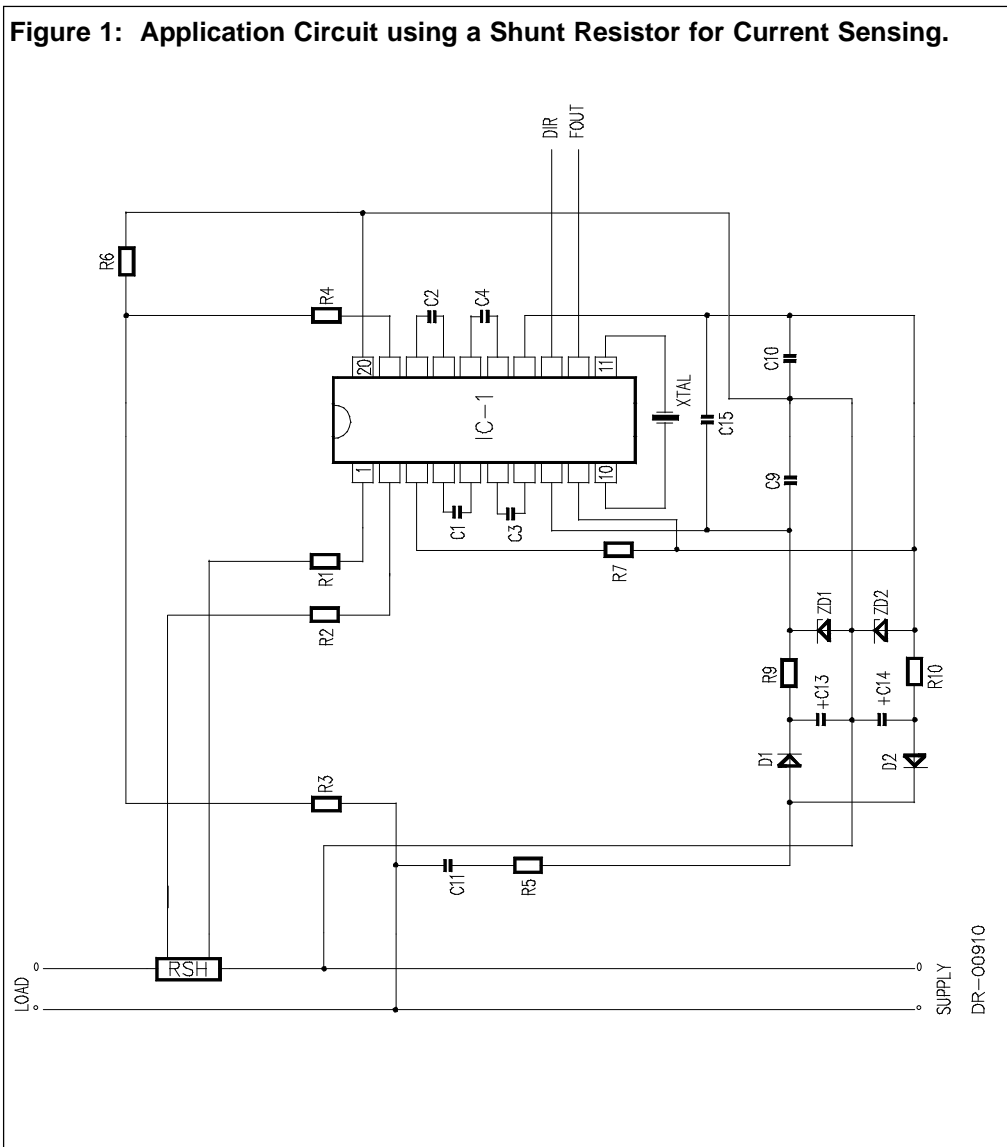 Figure 1: Application Circuit using a Shunt Resistor for Current Sensing.
DIR
FOUT
R6
R4
C2
C4
20
11
IC-1
XTAL
C10
C15
1
10
C9
C1
C3
R1
R2
R7
ZD1
ZD2
R9
R10
+C13
+C14
D1
D2
R3
C11
R5
RSH
LOAD
SUPPLY
DR-00910